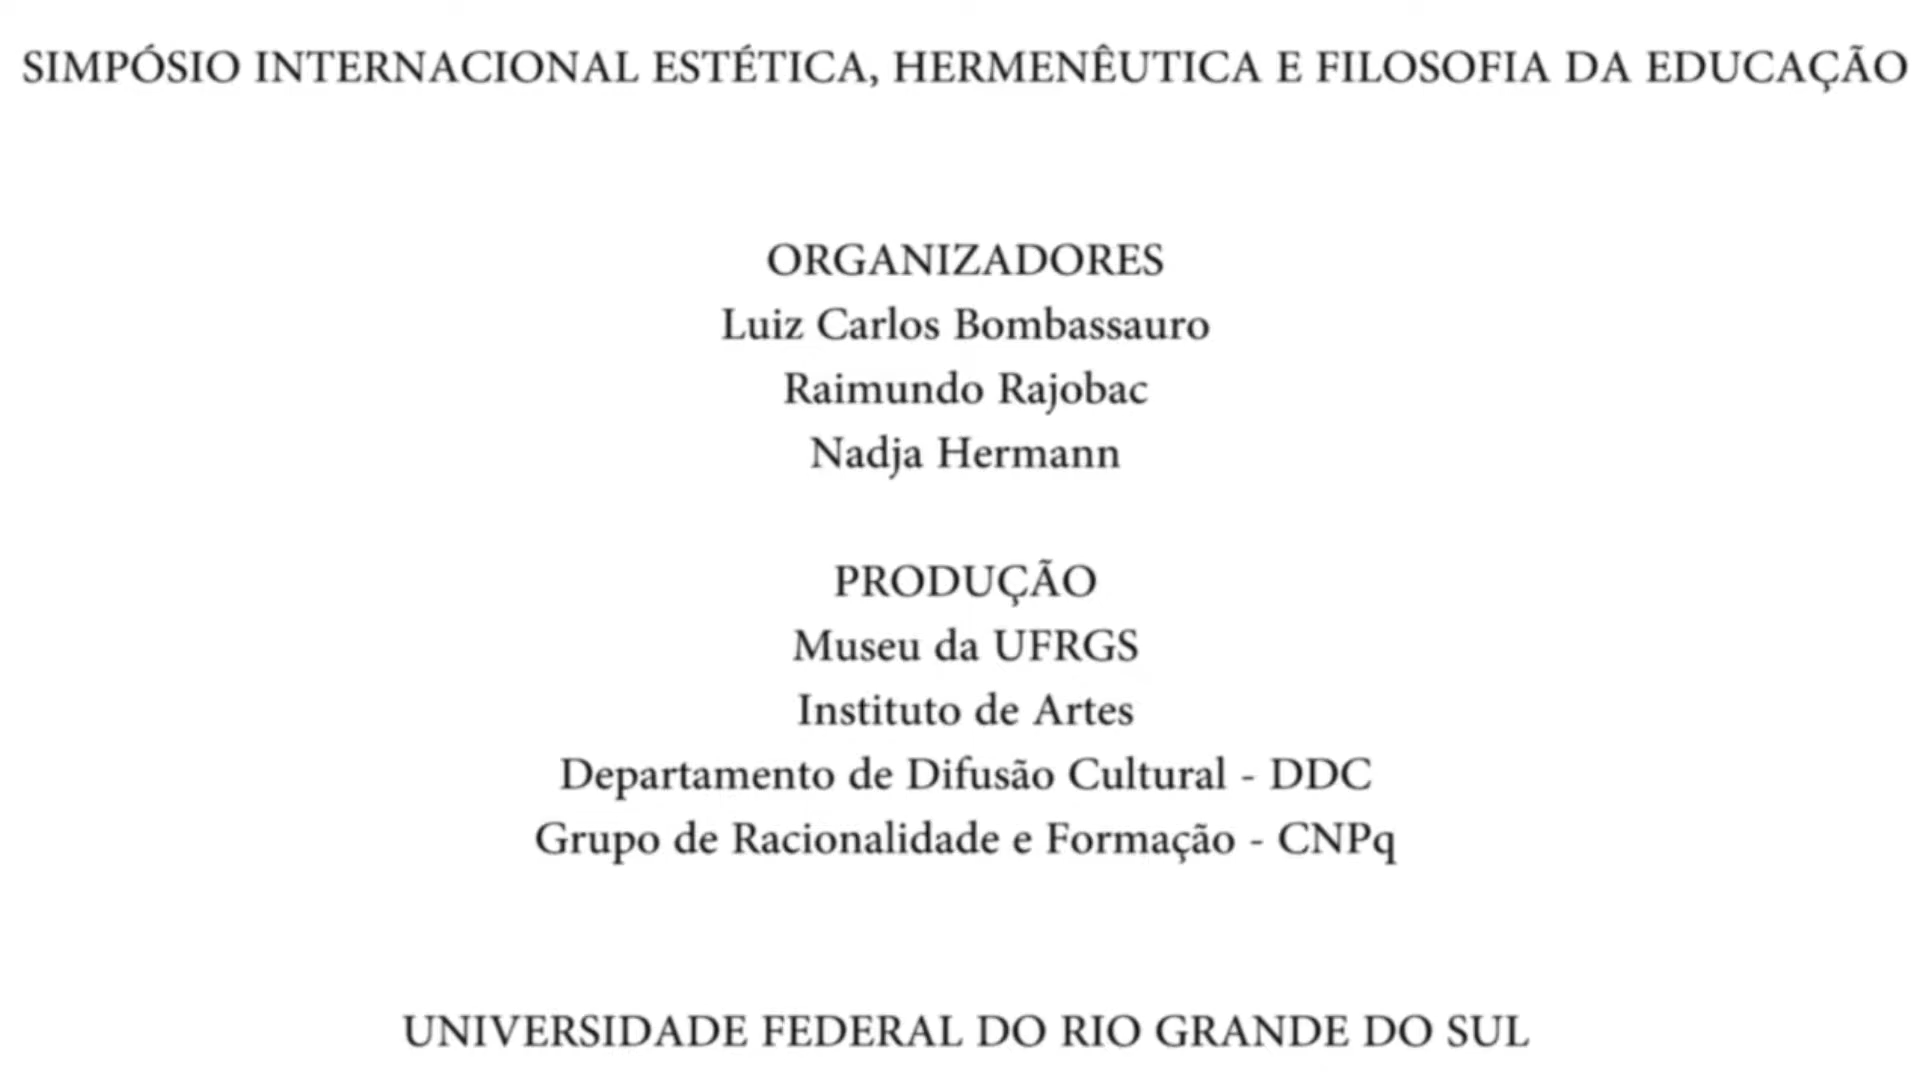 SIMPÓSIO INTERNACIONAL ESTÉTICA, HERMENÊUTICA E FILOSOFIA DA EDUCAÇÃO
ORGANIZADORES
Luiz Carlos Bombassauro
Raimundo Rajobac
Nadja Hermann
PRODUÇÃO
Museu da UFRGS
Instituto de Artes
Departamento de Difusão Cultural - DDC
Grupo de Racionalidade e Formação - CNPq
UNIVERSIDADE FEDERAL DO RIO GRANDE DO SUL